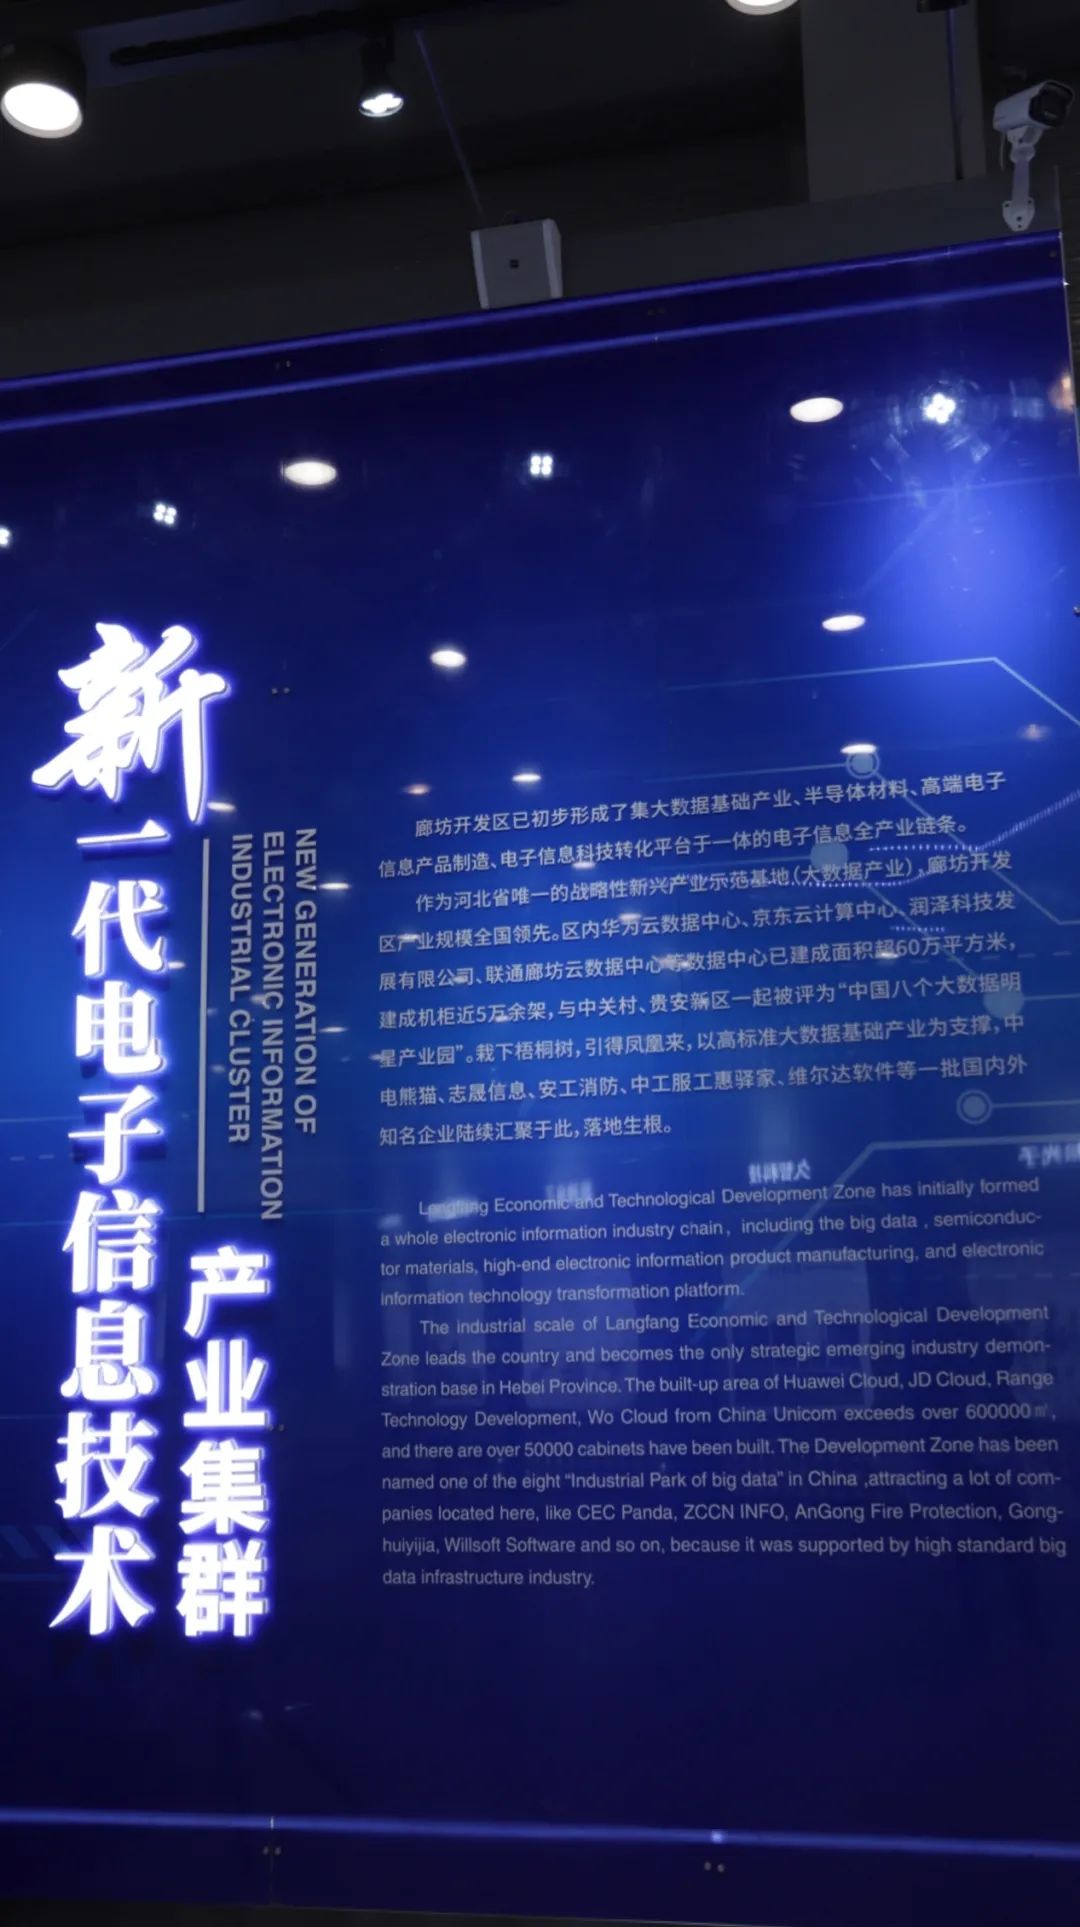 新一代电子信息技术
产业集群
NEW GENERATION OF
ELECTRONIC INFORMATION
INDUSTRIAL CLUSTER
廊坊开发区已初步形成了集大数据基础产业、半导体材料、高端电子
信息产品制造、电子信息科技转化平台于一体的电子信息全产业链条。
作为河北省唯一的战略性新兴产业示范基地(大数据产业),廊坊开发
区产业规模全国领先。区内华为云数据中心、京东云计算中心、润泽科技发
展有限公司、联通廊坊云数据中心等数据中心已建成面积超60万平方米,
建成机柜近5万余架,与中关村、贵安新区一起被评为“中国八个大数据明
星产业园”。栽下梧桐树,引得凤凰来,以高标准大数据基础产业为支撑,中
电熊猫、志晟信息、安工消防、中工服工惠驿家、维尔达软件等一批国内外
知名企业陆续汇聚于此,落地生根。
Langfang Economic and Technological Development Zone has initially formed
a whole electronic information industry chain, including the big data , semiconduc-
tor materials, high-end electronic information product manufacturing, and electronic
information technology transformation platform.
The industrial scale of Langfang Economic and Technological Development
Zone leads the country and becomes the only strategic emerging industry demon-
stration base in Hebei Province. The built-up area of Huawei Cloud, JD Cloud, Range
Technology Development, Wo Cloud from China Unicom exceeds over 600000㎡,
and there are over 50000 cabinets have been built. The Development Zone has been
named one of the eight “Industrial Park of big data” in China ,attracting a lot of com-
panies located here, like CEC Panda, ZCCN INFO, AnGong Fire Protection, Gong-
huiyijia, Willsoft Software and so on, because it was supported by high standard big
data infrastructure industry.